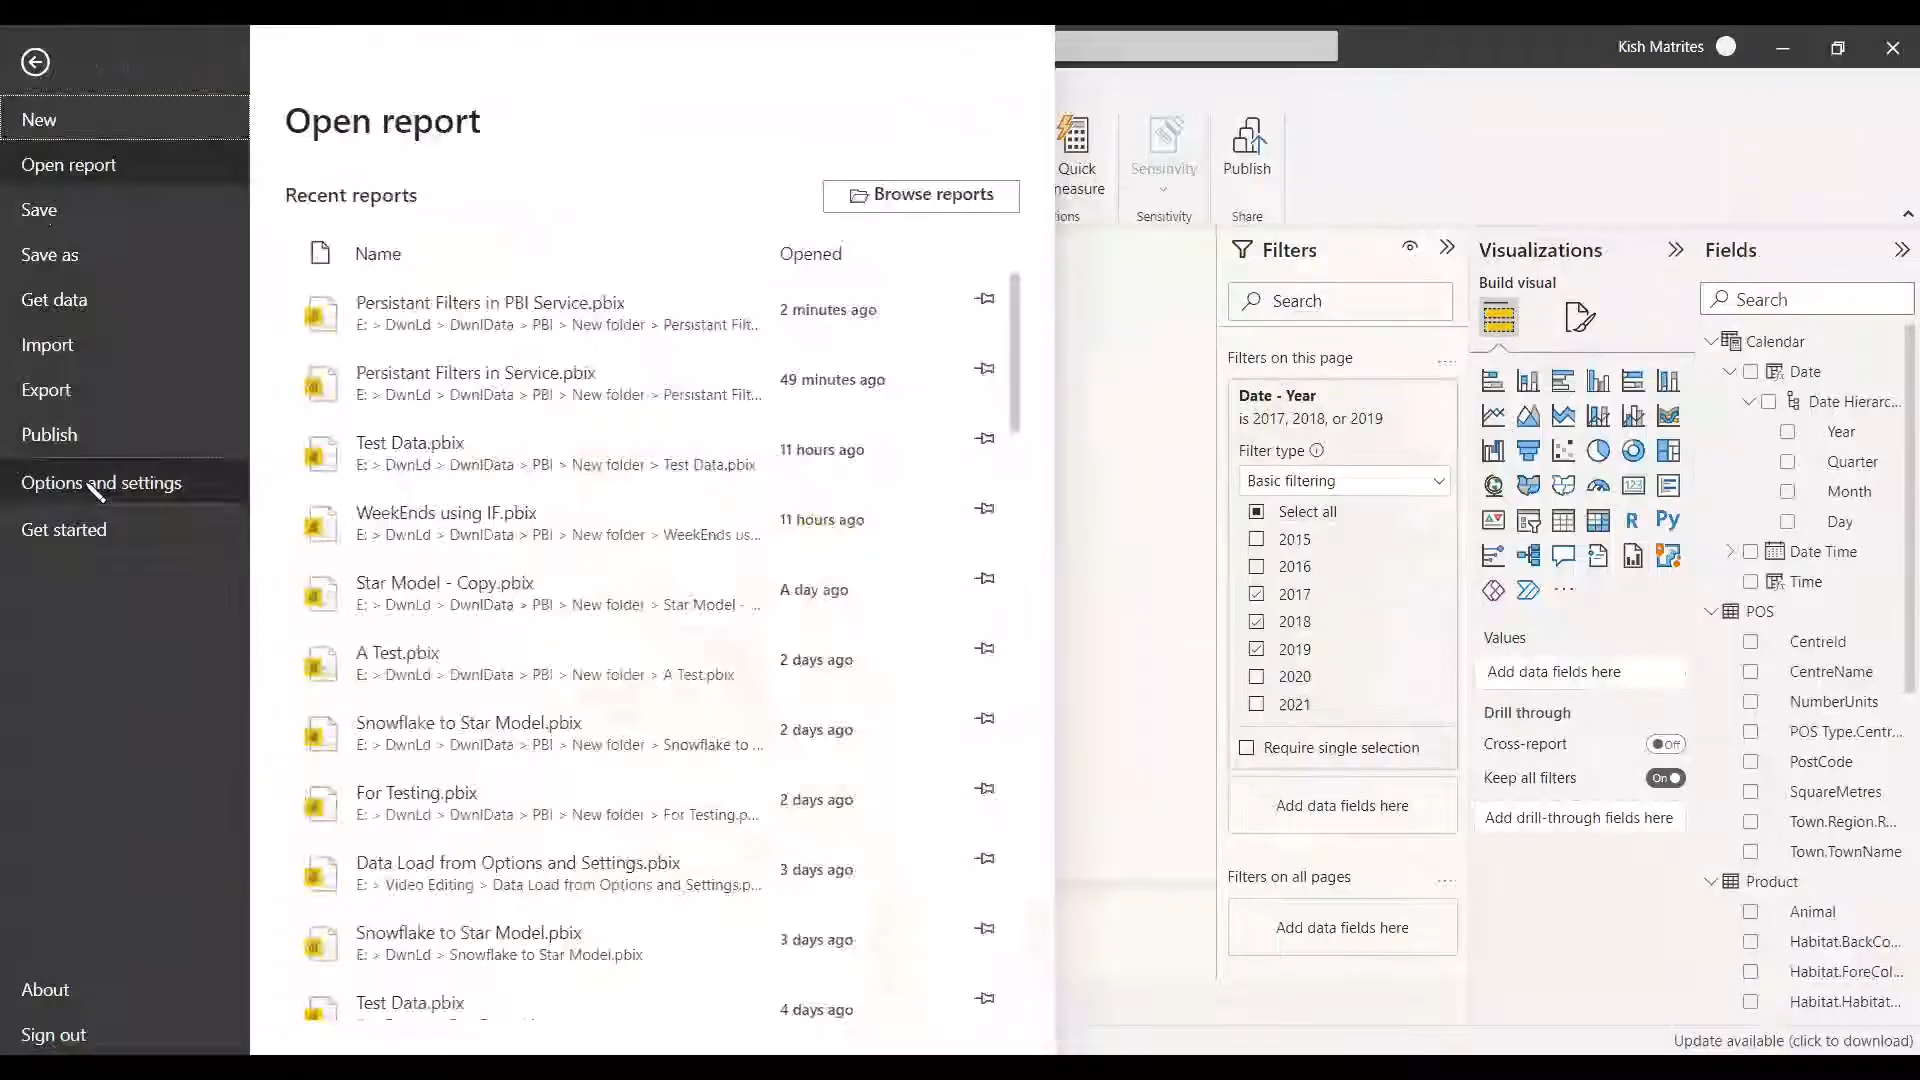 Kish Matrites
New
Open report
Save
Save as
Get data
Import
Export
Publish
Options and settings
Get started
About
Sign out
Open report
Recent reports
Browse reports
Name
Opened
Persistant Filters in PBI Service.pbix
E: > DwnLd > DwnlData > PBI > New folder > Persistant Filt...
2 minutes ago
Persistant Filters in Service.pbix
E: > DwnLd > DwnlData > PBI > New folder > Persistant Filt...
49 minutes ago
Test Data.pbix
E: > DwnLd > DwnlData > PBI > New folder > Test Data.pbix
11 hours ago
WeekEnds using IF.pbix
E: > DwnLd > DwnlData > PBI > New folder > WeekEnds us...
11 hours ago
Star Model - Copy.pbix
E: > DwnLd > DwnlData > PBI > New folder > Star Model - ...
A day ago
A Test.pbix
E: > DwnLd > DwnlData > PBI > New folder > A Test.pbix
2 days ago
Snowflake to Star Model.pbix
E: > DwnLd > DwnlData > PBI > New folder > Snowflake to ...
2 days ago
For Testing.pbix
E: > DwnLd > DwnlData > PBI > New folder > For Testing.p...
2 days ago
Data Load from Options and Settings.pbix
E: > Video Editing > Data Load from Options and Settings.p...
3 days ago
Snowflake to Star Model.pbix
E: > DwnLd > Snowflake to Star Model.pbix
3 days ago
Test Data.pbix
4 days ago
Quick
measure
Sensitivity
Publish
Sensitivity
Share
Filters
Search
Filters on this page
Date - Year
is 2017, 2018, or 2019
Filter type
Basic filtering
Select all
2015
2016
2017
2018
2019
2020
2021
Require single selection
Add data fields here
Filters on all pages
Add data fields here
Visualizations
Build visual
R
Py
123
Values
Add data fields here
Drill through
Cross-report
Off
Keep all filters
On
Add drill-through fields here
Fields
Search
Calendar
Date
Date Hierarc...
Year
Quarter
Month
Day
Date Time
Time
POS
CentreId
CentreName
NumberUnits
POS Type.Centr...
PostCode
SquareMetres
Town.Region.R...
Town.TownName
Product
Animal
Habitat.BackCo...
Habitat.ForeCol...
Habitat.Habitat...
Update available (click to download)